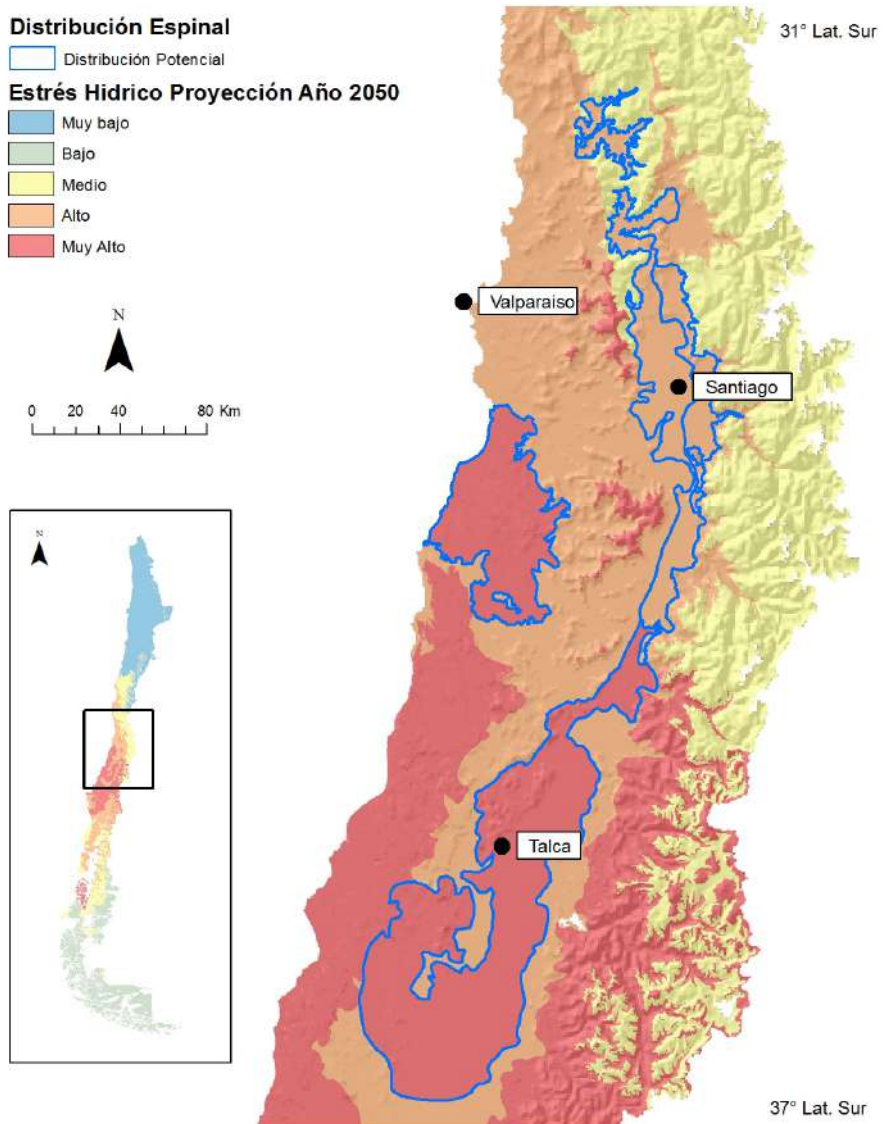 Distribución Espinal
Distribución Potencial
Estrés Hidrico Proyección Año 2050
Muy bajo
Bajo
Medio
Alto
Muy Alto
31° Lat. Sur
N
0 20 40 80 Km
Valparaiso
Santiago
N
Talca
37° Lat. Sur